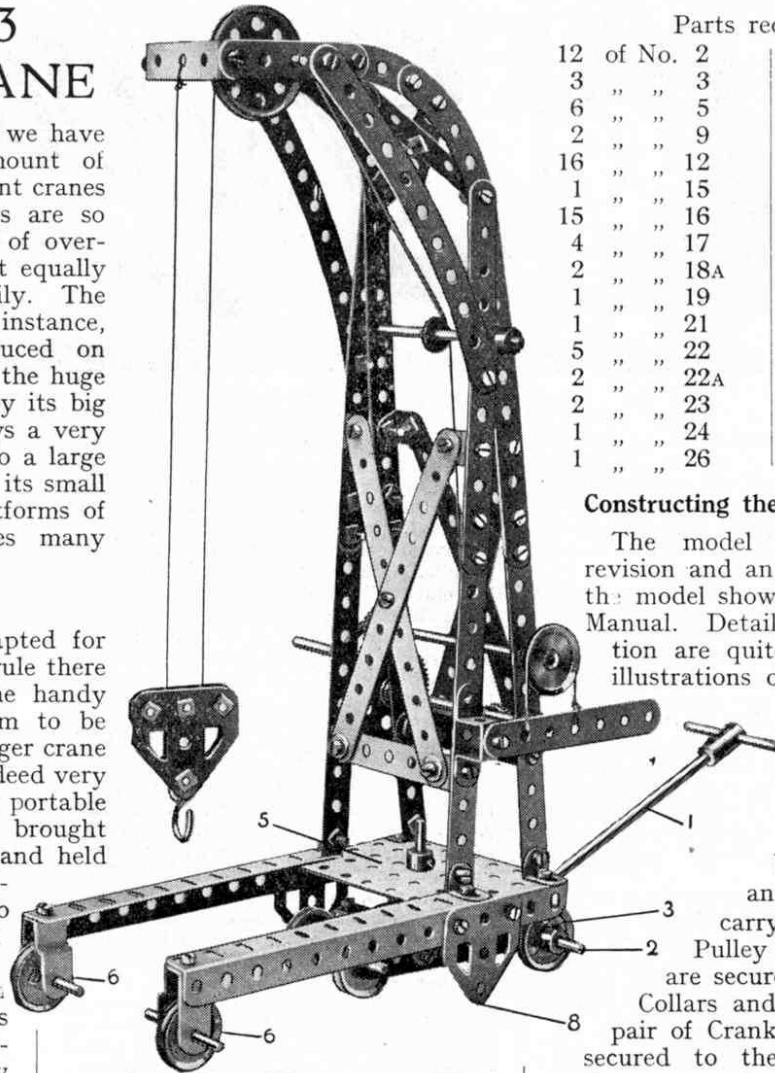 3
ANE
we have
mount of
nt cranes
s are so
of over-
t equally
ily. The
instance,
uced on
the huge
y its big
ws a very
o a large
its small
tforms of
es many
apted for
rule there
ne handy
m to be
ger crane
deed very
portable
brought
and held
Parts rec
12 of No. 2
3 „ „ 3
6 „ „ 5
2 „ „ 9
16 „ „ 12
1 „ „ 15
15 „ „ 16
4 „ „ 17
2 „ „ 18A
1 „ „ 19
1 „ „ 21
5 „ „ 22
2 „ „ 22A
2 „ „ 23
1 „ „ 24
1 „ „ 26
Constructing the
The model
revision and an
the model show
Manual. Detail
tion are quit
illustrations o
an
carry
Pulley
are secure
Collars and
pair of Crank
secured to the
1
5
3
2
6
8
6